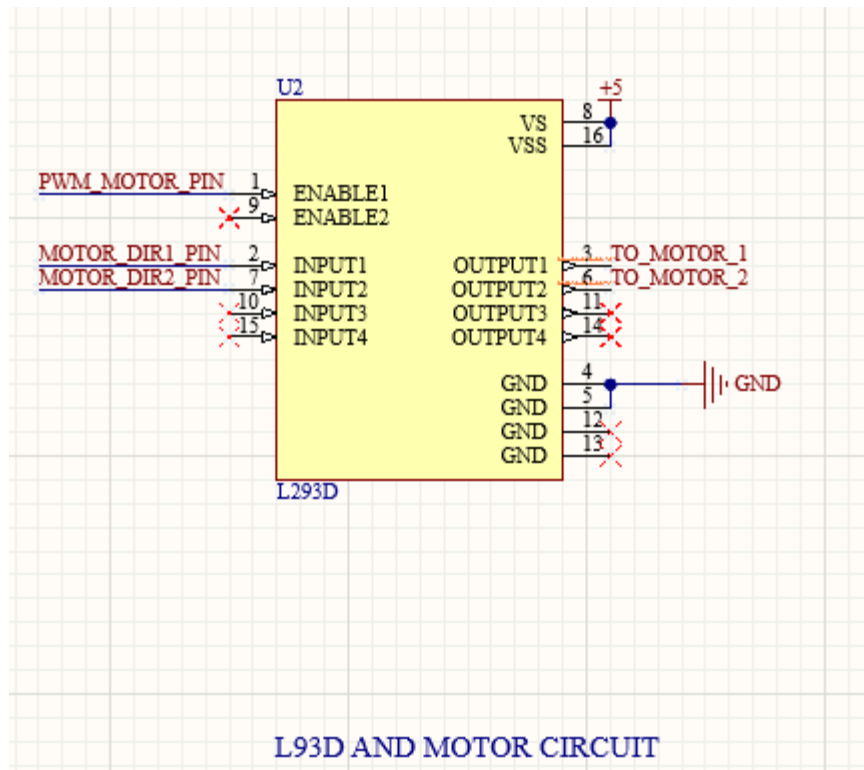 U2
+5
VS 8
VSS 16
PWM_MOTOR_PIN 1 ENABLE1
9 ENABLE2
MOTOR_DIR1_PIN 2 INPUT1 OUTPUT1 3 TO_MOTOR_1
MOTOR_DIR2_PIN 7 INPUT2 OUTPUT2 6 TO_MOTOR_2
10 INPUT3 OUTPUT3 11
15 INPUT4 OUTPUT4 14
GND 4 GND
GND 5
GND 12
GND 13
L293D
L93D AND MOTOR CIRCUIT